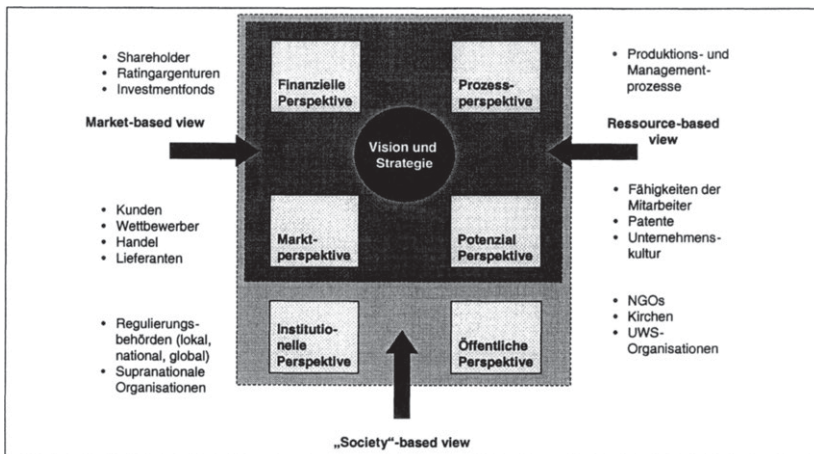 • Shareholder
• Ratingargenturen
• Investmentfonds
Market-based view
• Kunden
• Wettbewerber
• Handel
• Lieferanten
• Regulierungs-
behörden (lokal,
national, global)
• Supranationale
Organisationen
Finanzielle
Perspektive
Prozess-
perspektive
Vision und
Strategie
Markt-
perspektive
Potenzial
Perspektive
Institutio-
nelle
Perspektive
Öffentliche
Perspektive
• Produktions- und
Management-
prozesse
Ressource-based
view
• Fähigkeiten der
Mitarbeiter
• Patente
• Unternehmens-
kultur
• NGOs
• Kirchen
• UWS-
Organisationen
„Society“-based view